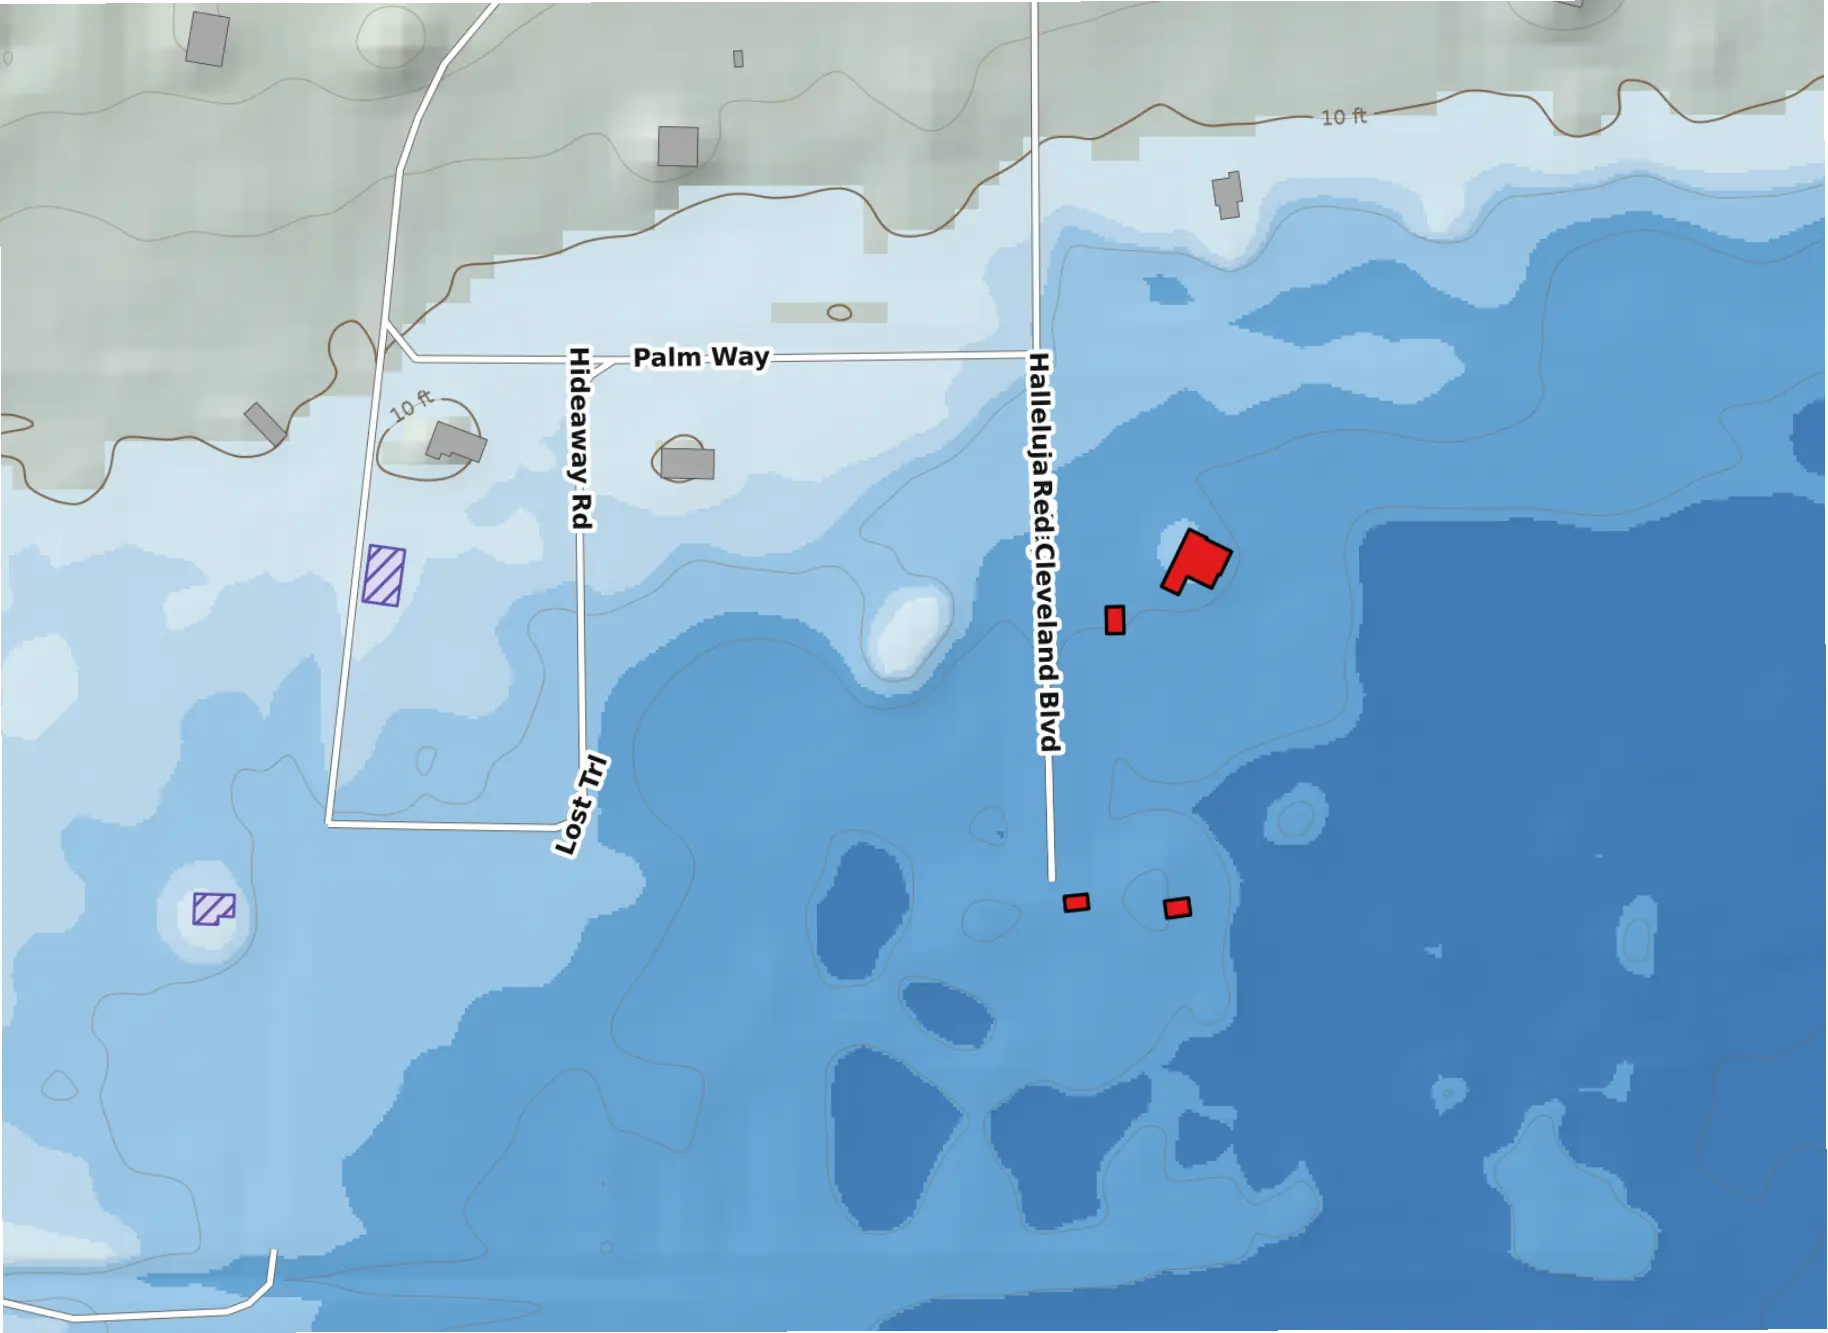 10 ft
Palm Way
Hideaway Rd
10 ft
Halleluja
Red
Cleveland Blvd
Lost Trl